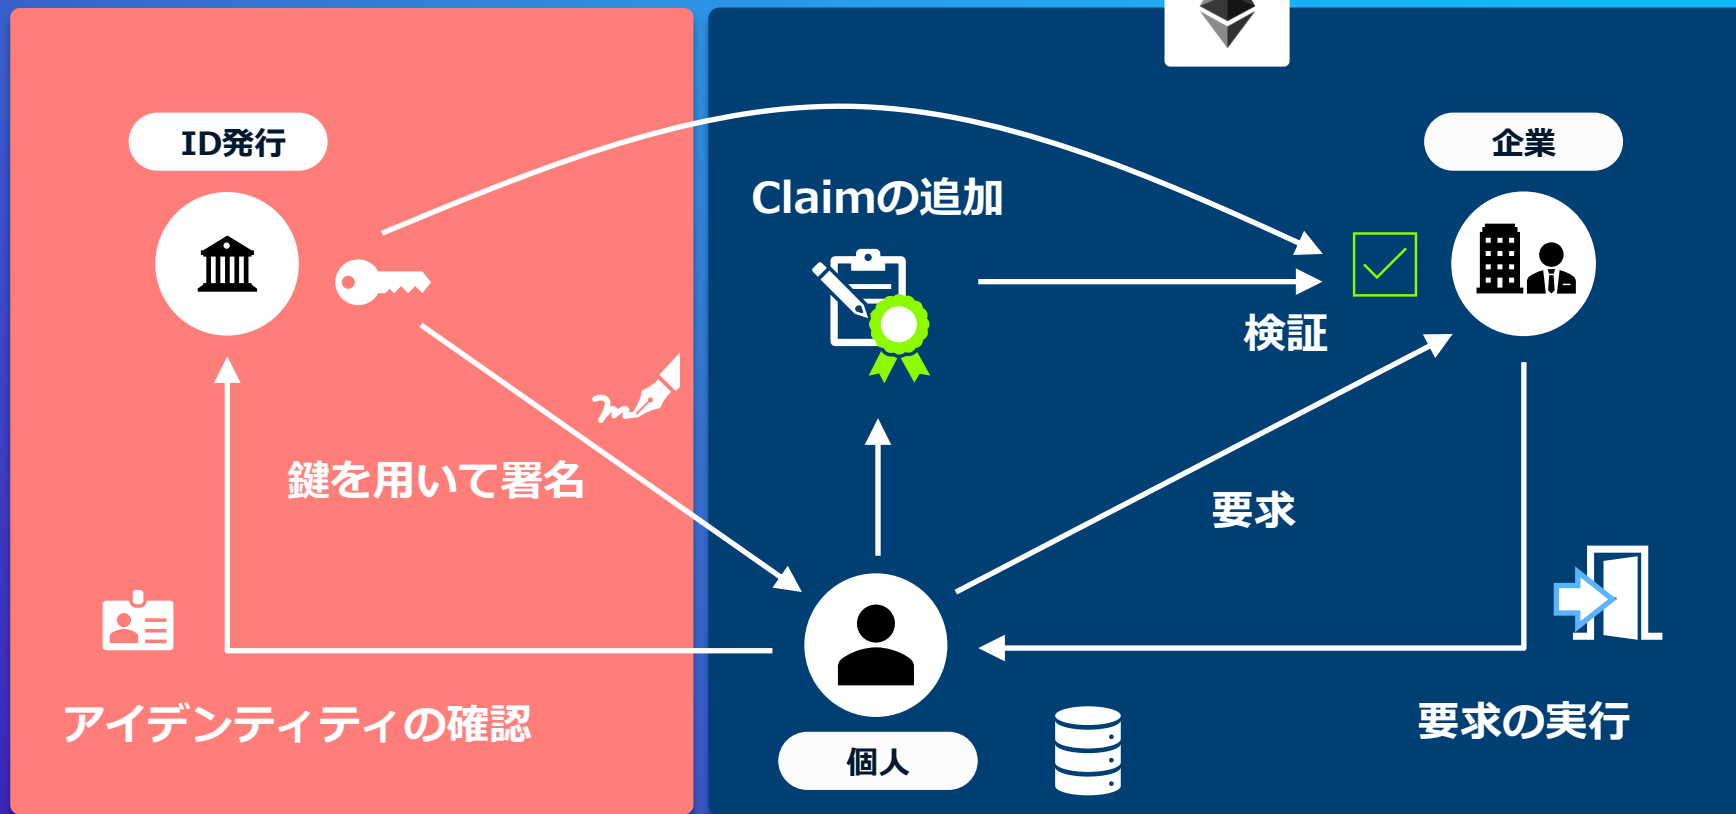 ID発行
企業
Claimの追加
検証
鍵を用いて署名
要求
アイデンティティの確認
要求の実行
個人